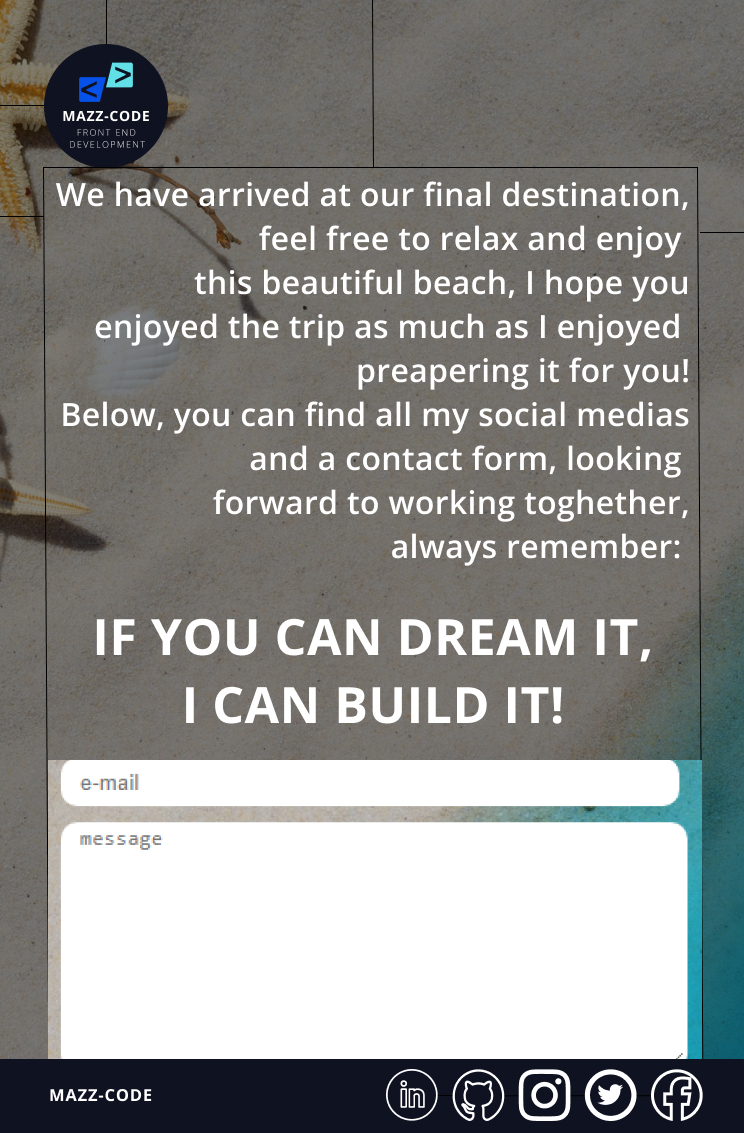 < >
MAZZ-CODE
FRONT END
DEVELOPMENT
We have arrived at our final destination,
feel free to relax and enjoy
this beautiful beach, I hope you
enjoyed the trip as much as I enjoyed
preapering it for you!
Below, you can find all my social medias
and a contact form, looking
forward to working toghether,
always remember:
IF YOU CAN DREAM IT,
I CAN BUILD IT!
e-mail
message
MAZZ-CODE
in